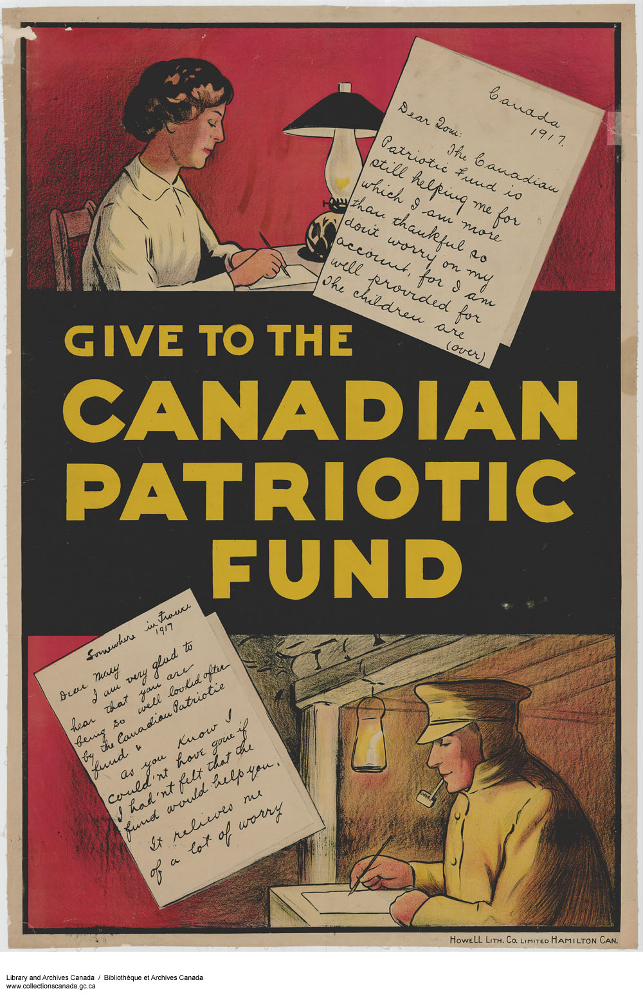 Canada
1917.
Dear Tom:
The Canadian
Patriotic Fund is
still helping me for
which I am more
than thankful so
don't worry on my
account, for I am
well provided for
The children are
(over)
GIVE TO THE
CANADIAN
PATRIOTIC
FUND
Somewhere in France
1917
Dear Mary
I am very glad to
hear that you are
being so well looked after
by the Canadian Patriotic
fund
As you know I
could'nt have gone if
I had'nt felt that the
fund would help you.
It relieves me
of a lot of worry
HOWELL LITH. CO. LIMITED HAMILTON CAN.
Library and Archives Canada / Bibliothèque et Archives Canada
www.collectionscanada.gc.ca